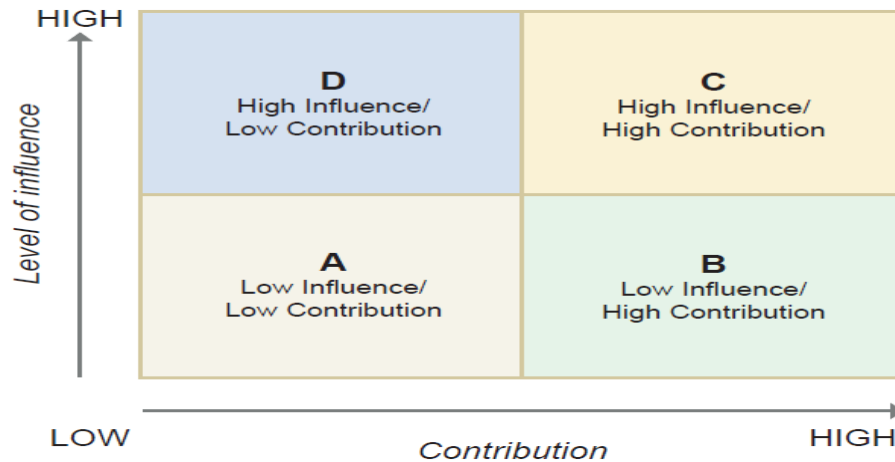 HIGH
Level of influence
D
High Influence/
Low Contribution
C
High Influence/
High Contribution
A
Low Influence/
Low Contribution
B
Low Influence/
High Contribution
LOW
Contribution
HIGH